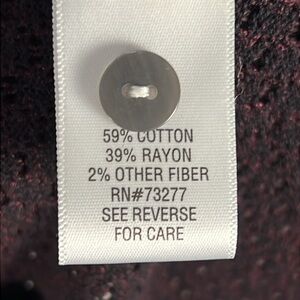 59% COTTON
39% RAYON
2% OTHER FIBER
RN#73277
SEE REVERSE
FOR CARE